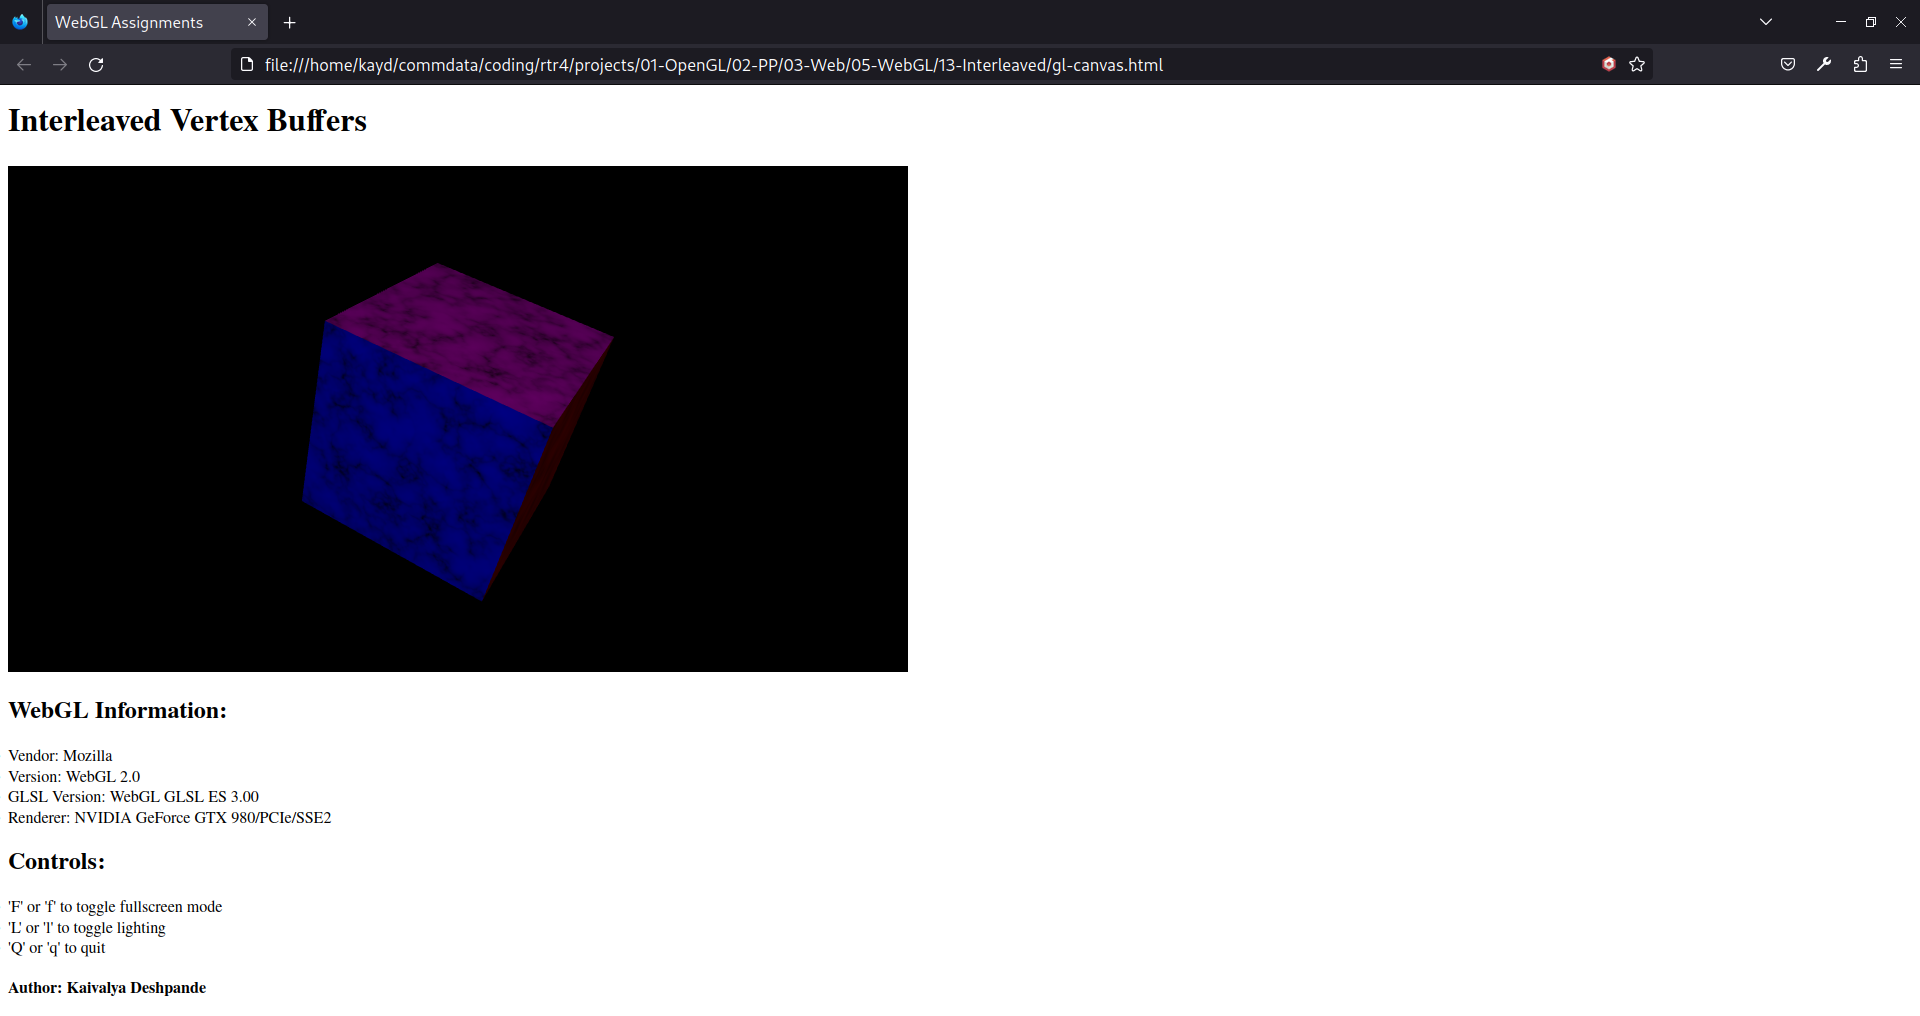 WebGL Assignments
file:///home/kayd/commdata/coding/rtr4/projects/01-OpenGL/02-PP/03-Web/05-WebGL/13-Interleaved/gl-canvas.html
Interleaved Vertex Buffers
WebGL Information:
Vendor: Mozilla
Version: WebGL 2.0
GLSL Version: WebGL GLSL ES 3.00
Renderer: NVIDIA GeForce GTX 980/PCIe/SSE2
Controls:
'F' or 'f' to toggle fullscreen mode
'L' or 'l' to toggle lighting
'Q' or 'q' to quit
Author: Kaivalya Deshpande